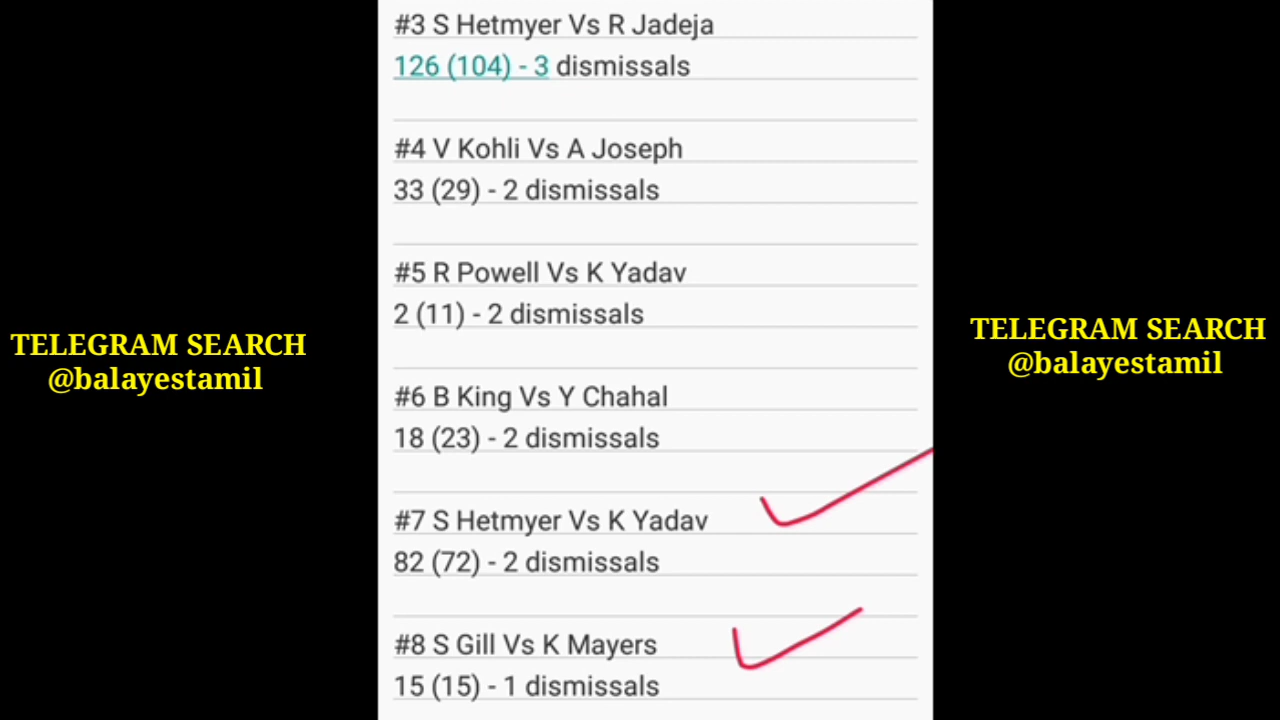 #3 S Hetmyer Vs R Jadeja
126 (104) - 3 dismissals
#4 V Kohli Vs A Joseph
33 (29) - 2 dismissals
#5 R Powell Vs K Yadav
2 (11) - 2 dismissals
#6 B King Vs Y Chahal
18 (23) - 2 dismissals
#7 S Hetmyer Vs K Yadav
82 (72) - 2 dismissals
#8 S Gill Vs K Mayers
15 (15) - 1 dismissals
TELEGRAM SEARCH
@balayestamil
TELEGRAM SEARCH
@balayestamil